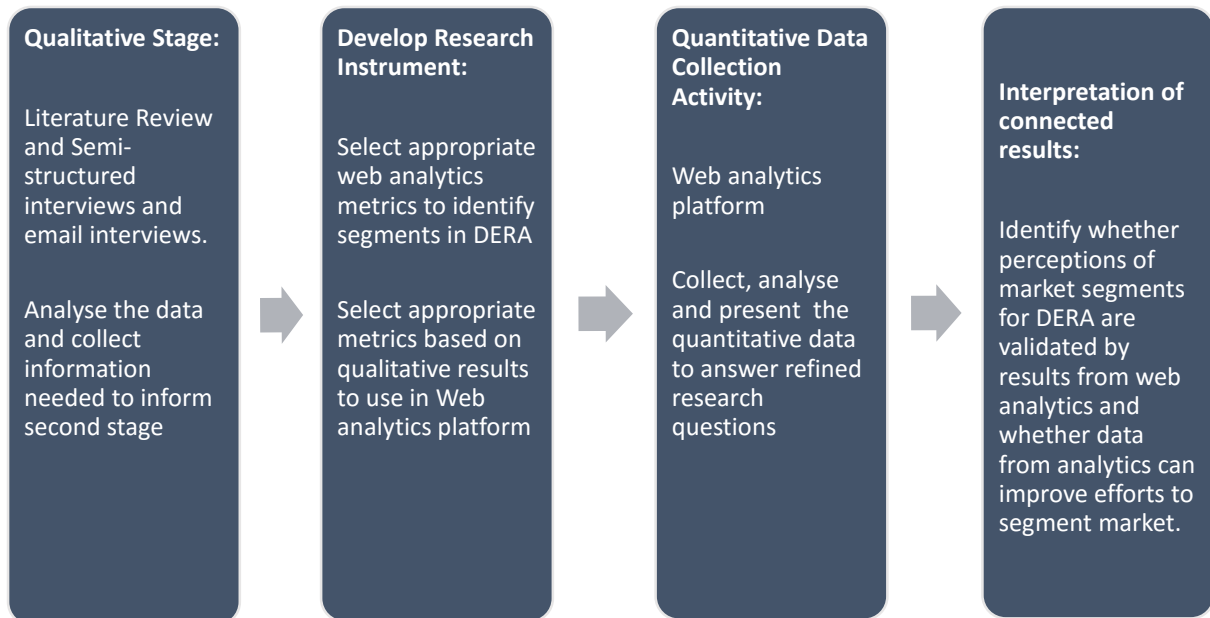 Qualitative Stage:
Literature Review
and Semi-
structured
interviews and
email interviews.
Analyse the data
and collect
information
needed to inform
second stage
Develop Research
Instrument:
Select appropriate
web analytics
metrics to identify
segments in DERA
Select appropriate
metrics based on
qualitative results
to use in Web
analytics platform
Quantitative Data
Collection
Activity:
Web analytics
platform
Collect, analyse
and present the
quantitative data
to answer refined
research
questions
Interpretation of
connected
results:
Identify whether
perceptions of
market segments
for DERA are
validated by
results from web
analytics and
whether data
from analytics can
improve efforts to
segment market.